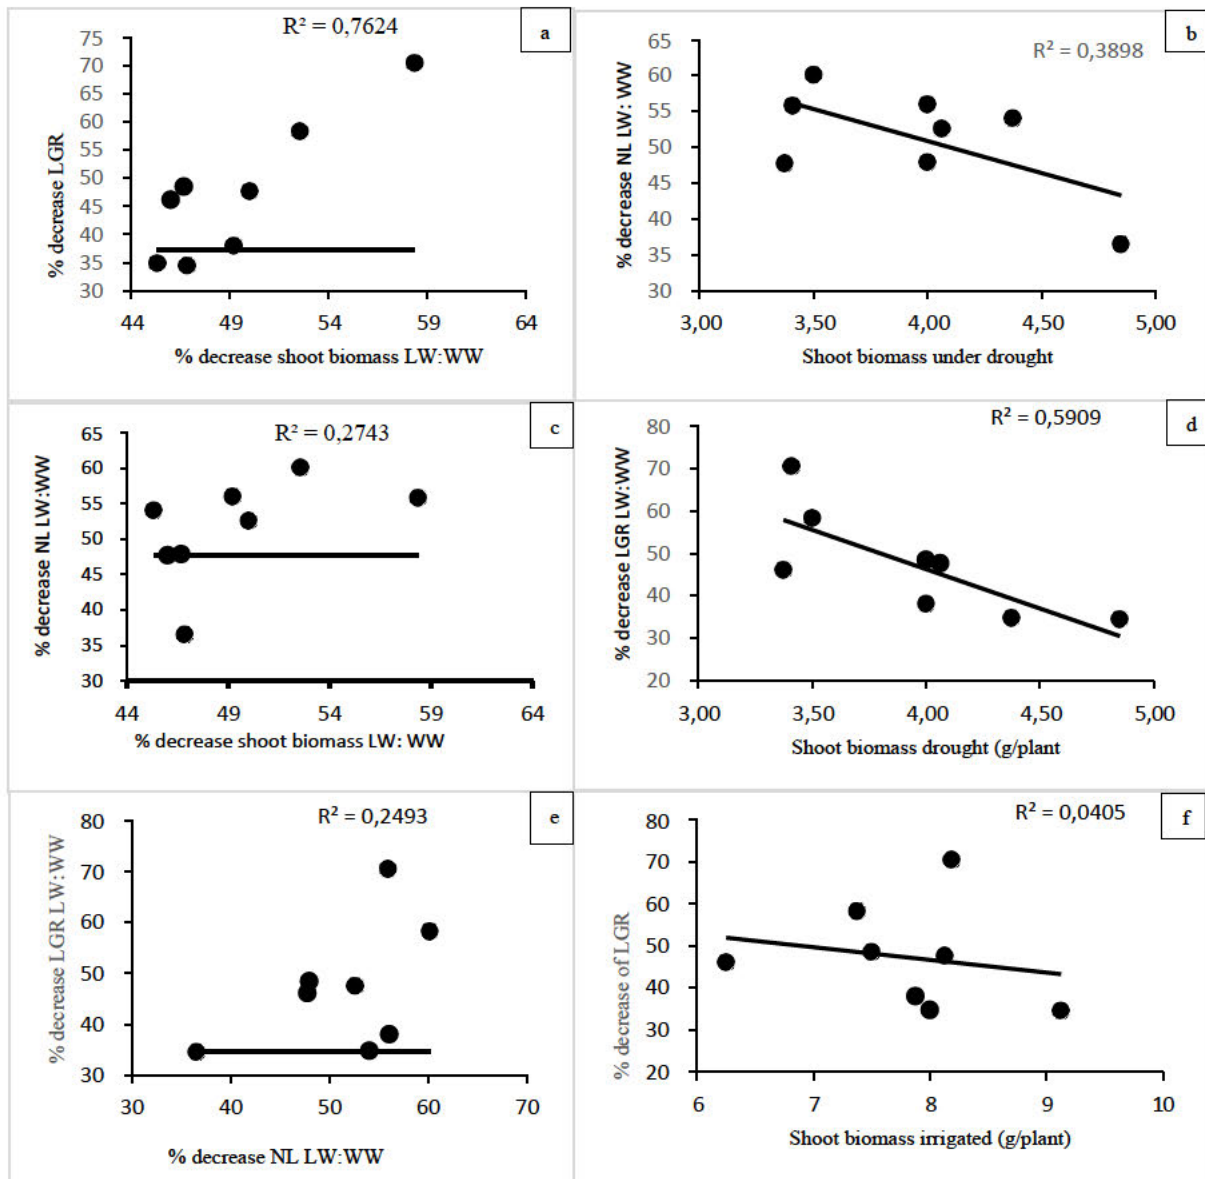 R² = 0,7624
a
75
70
65
60
55
50
45
40
35
30
% decrease LGR
44 49 54 59 64
% decrease shoot biomass LW:WW
R² = 0,3898
b
65
60
55
50
45
40
35
30
% decrease NL LW: WW
3,00 3,50 4,00 4,50 5,00
Shoot biomass under drought
R² = 0,2743
c
65
60
55
50
45
40
35
30
% decrease NL LW:WW
44 49 54 59 64
% decrease shoot biomass LW: WW
R² = 0,5909
d
80
70
60
50
40
30
20
% decrease LGR LW:WW
3,00 3,50 4,00 4,50 5,00
Shoot biomass drought (g/plant
R² = 0,2493
e
80
70
60
50
40
30
% decrease LGR LW:WW
30 40 50 60 70
% decrease NL LW:WW
R² = 0,0405
f
80
70
60
50
40
30
20
% decrease of LGR
6 7 8 9 10
Shoot biomass irrigated (g/plant)